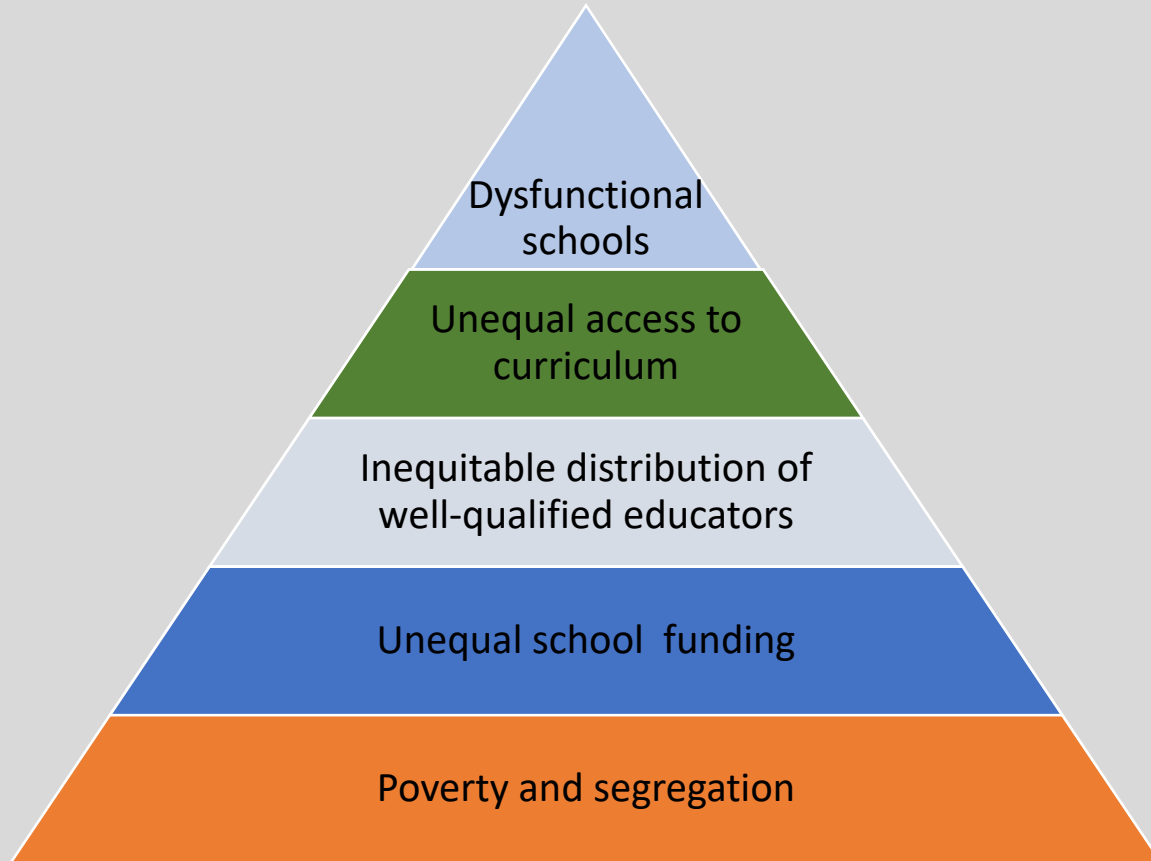 Dysfunctional
schools
Unequal access to
curriculum
Inequitable distribution of
well-qualified educators
Unequal school  funding
Poverty and segregation